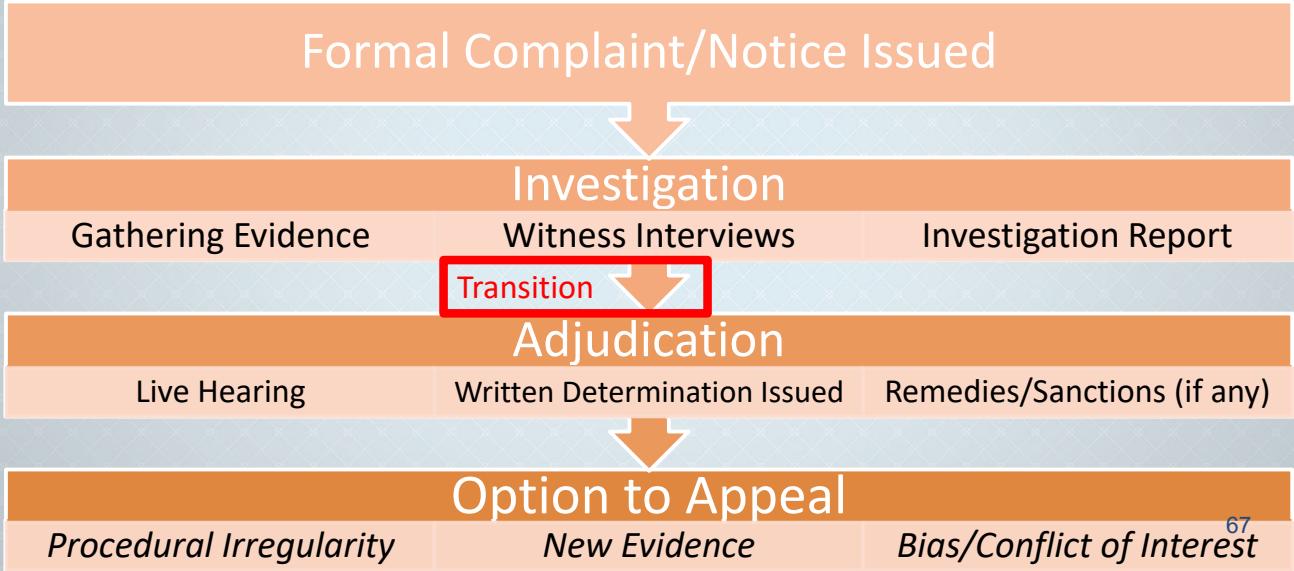 Formal Complaint/Notice Issued
Investigation
Gathering Evidence
Witness Interviews
Investigation Report
Transition
Adjudication
Live Hearing
Written Determination Issued
Remedies/Sanctions (if any)
Option to Appeal
Procedural Irregularity
New Evidence
Bias/Conflict of Interest
67